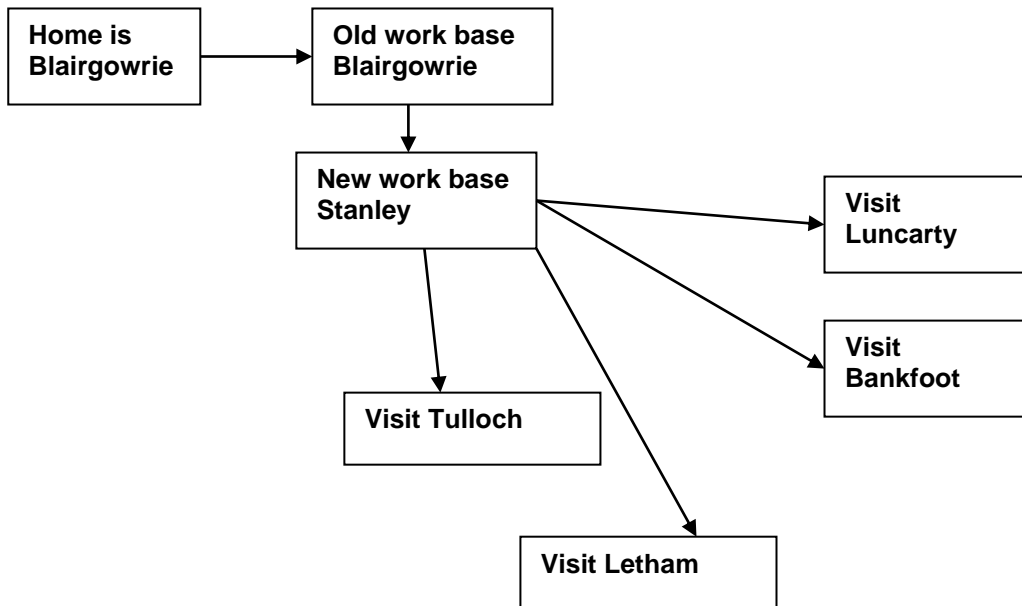 Home is
Blairgowrie
Old work base
Blairgowrie
New work base
Stanley
Visit
Luncarty
Visit
Bankfoot
Visit Tulloch
Visit Letham